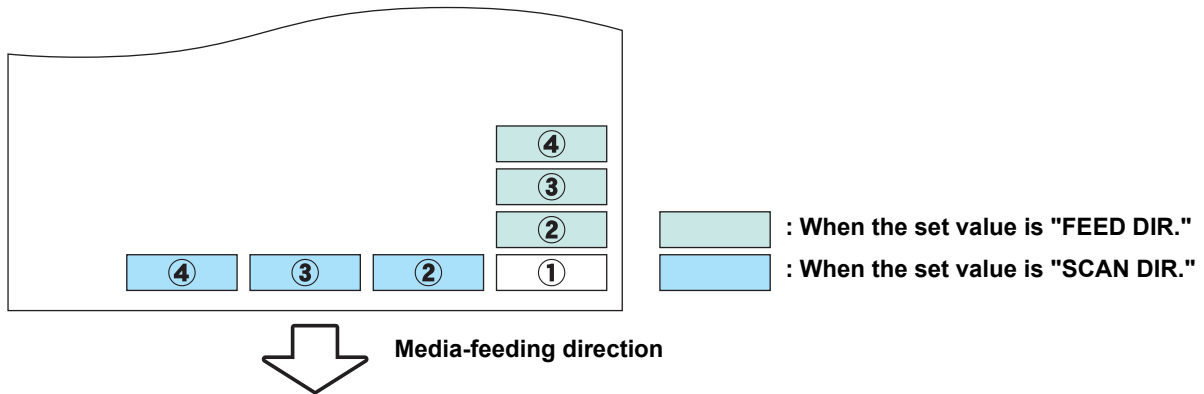 ④
③
②
④ ③ ② ①
: When the set value is "FEED DIR."
: When the set value is "SCAN DIR."
Media-feeding direction